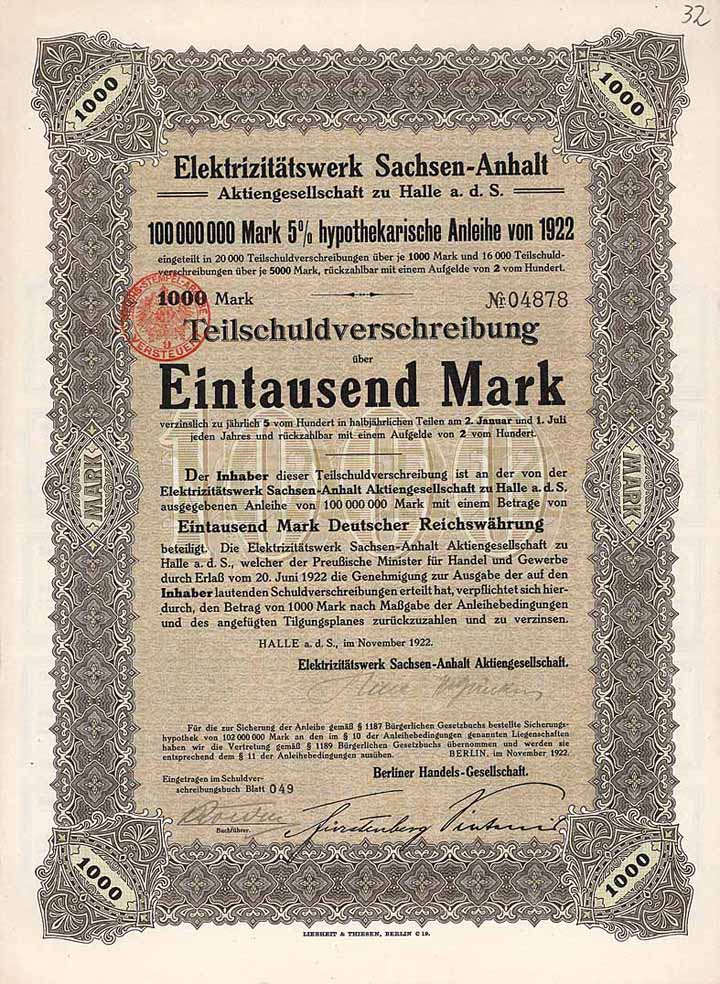 32
1000
1000
Elektrizitätswerk Sachsen-Anhalt
Aktiengesellschaft zu Halle a. d. S.
100 000 000 Mark 5% hypothekarische Anleihe von 1922
eingeteilt in 20 000 Teilschuldverschreibungen über je 1000 Mark und 16 000 Teilschuld-
verschreibungen über je 5000 Mark, rückzahlbar mit einem Aufgelde von 2 vom Hundert.
1000 Mark
№ 04878
VERSTEUERT
Teilschuldverschreibung
über
Eintausend Mark
verzinslich zu jährlich 5 vom Hundert in halbjährlichen Teilen am 2. Januar und 1. Juli
jeden Jahres und rückzahlbar mit einem Aufgelde von 2 vom Hundert.
1000
MARK
MARK
Der Inhaber dieser Teilschuldverschreibung ist an der von der
Elektrizitätswerk Sachsen-Anhalt Aktiengesellschaft zu Halle a. d. S.
ausgegebenen Anleihe von 100 000 000 Mark mit einem Betrage von
Eintausend Mark Deutscher Reichswährung
beteiligt. Die Elektrizitätswerk Sachsen-Anhalt Aktiengesellschaft zu
Halle a. d. S., welcher der Preußische Minister für Handel und Gewerbe
durch Erlaß vom 20. Juni 1922 die Genehmigung zur Ausgabe der auf den
Inhaber lautenden Schuldverschreibungen erteilt hat, verpflichtet sich hier-
durch, den Betrag von 1000 Mark nach Maßgabe der Anleihebedingungen
und des angefügten Tilgungsplanes zurückzuzahlen und zu verzinsen.
HALLE a. d. S., im November 1922.
Elektrizitätswerk Sachsen-Anhalt Aktiengesellschaft.
Für die zur Sicherung der Anleihe gemäß § 1187 Bürgerlichen Gesetzbuchs bestellte Sicherungs-
hypothek von 102 000 000 Mark an den im § 10 der Anleihebedingungen genannten Liegenschaften
haben wir die Vertretung gemäß § 1189 Bürgerlichen Gesetzbuchs übernommen und werden sie
entsprechend dem § 11 der Anleihebedingungen ausüben. BERLIN, im November 1922.
Berliner Handels-Gesellschaft.
Eingetragen im Schuldver-
schreibungsbuch Blatt 049
Buchführer.
Fürstenberg
1000
1000
LIEBHEIT & THIESEN, BERLIN C 19.